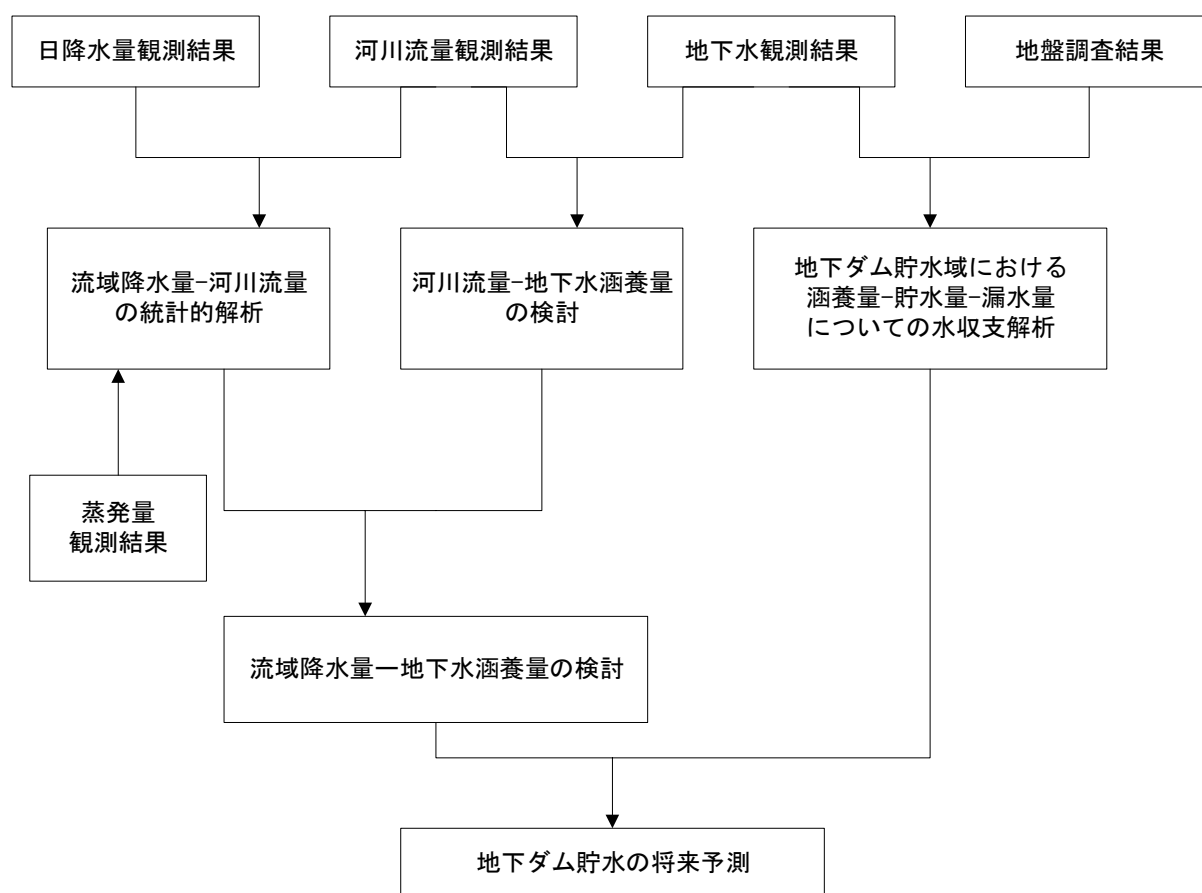 日降水量観測結果
河川流量観測結果
地下水観測結果
地盤調査結果
流域降水量-河川流量
の統計的解析
河川流量-地下水涵養量
の検討
地下ダム貯水域における
涵養量-貯水量-漏水量
についての水収支解析
蒸発量
観測結果
流域降水量一地下水涵養量の検討
地下ダム貯水の将来予測